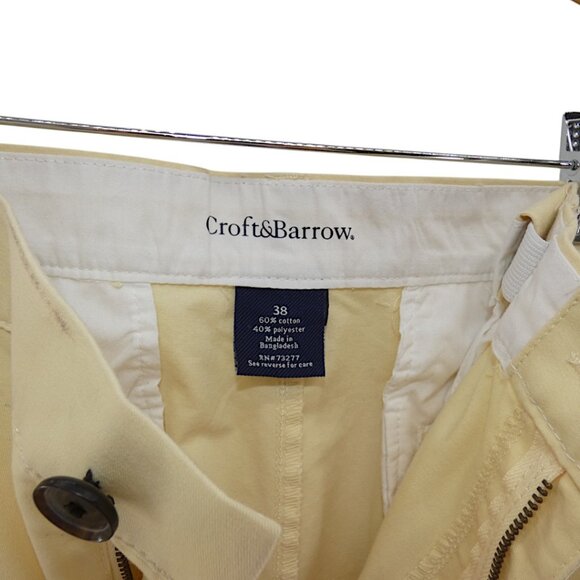 Croft&Barrow.
38
60% cotton
40% polyester
Made in
Bangladesh
RN#73277
See reverse for care